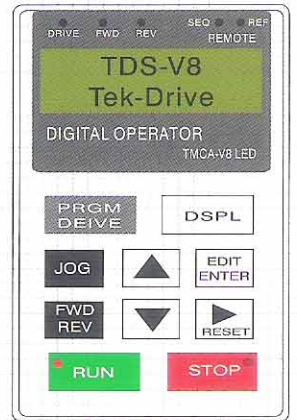 DRIVE FWD REV SEQ REF
REMOTE
TDS-V8
Tek-Drive
DIGITAL OPERATOR
TMCA-V8 LED
PRGM
DEIVE
DSPL
JOG
EDIT
ENTER
FWD
REV
RESET
RUN
STOP